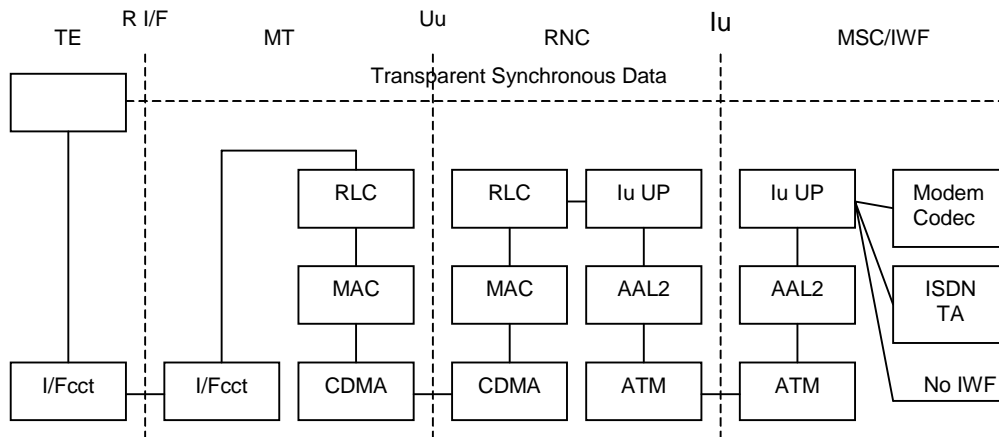 R I/F Uu Iu
TE MT RNC MSC/IWF
Transparent Synchronous Data
RLC RLC Iu UP Iu UP Modem
Codec
MAC MAC AAL2 AAL2 ISDN
TA
I/Fcct I/Fcct CDMA CDMA ATM ATM No IWF